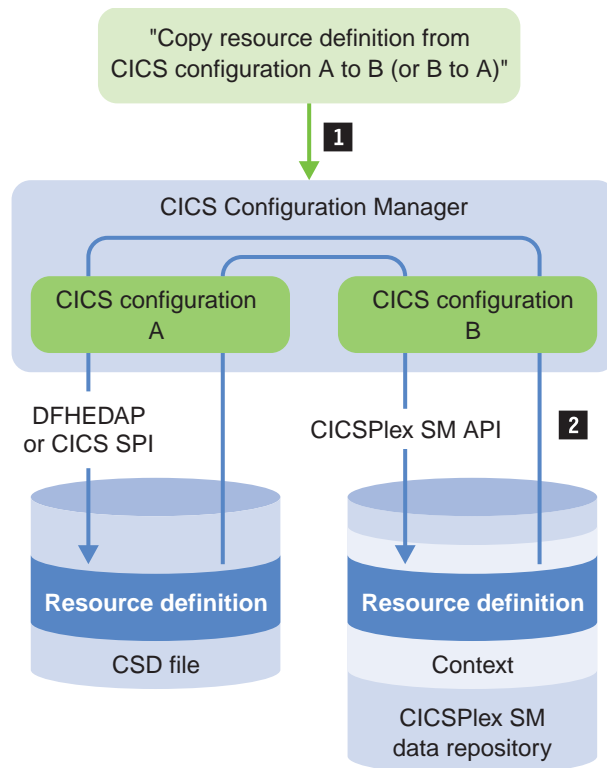 "Copy resource definition from
CICS configuration A to B (or B to A)"
1
CICS Configuration Manager
CICS configuration
A
CICS configuration
B
DFHEDAP
or CICS SPI
CICSPlex SM API
2
Resource definition
Resource definition
CSD file
Context
CICSPlex SM
data repository